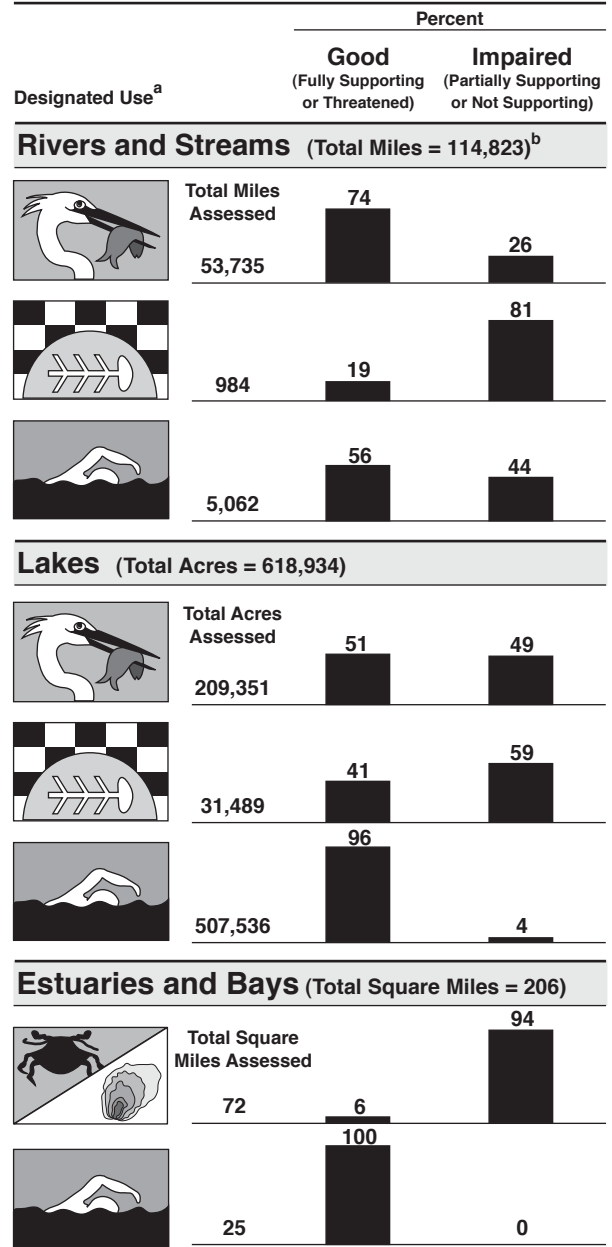 Percent
Good Impaired
(Fully Supporting (Partially Supporting
Designated Use^a or Threatened) or Not Supporting)
Rivers and Streams (Total Miles = 114,823)^b
Total Miles
Assessed
74
26
53,735
81
19
984
56
44
5,062
Lakes (Total Acres = 618,934)
Total Acres
Assessed
51 49
209,351
59
41
31,489
96
507,536 4
Estuaries and Bays (Total Square Miles = 206)
94
Total Square
Miles Assessed
72 6
100
25 0